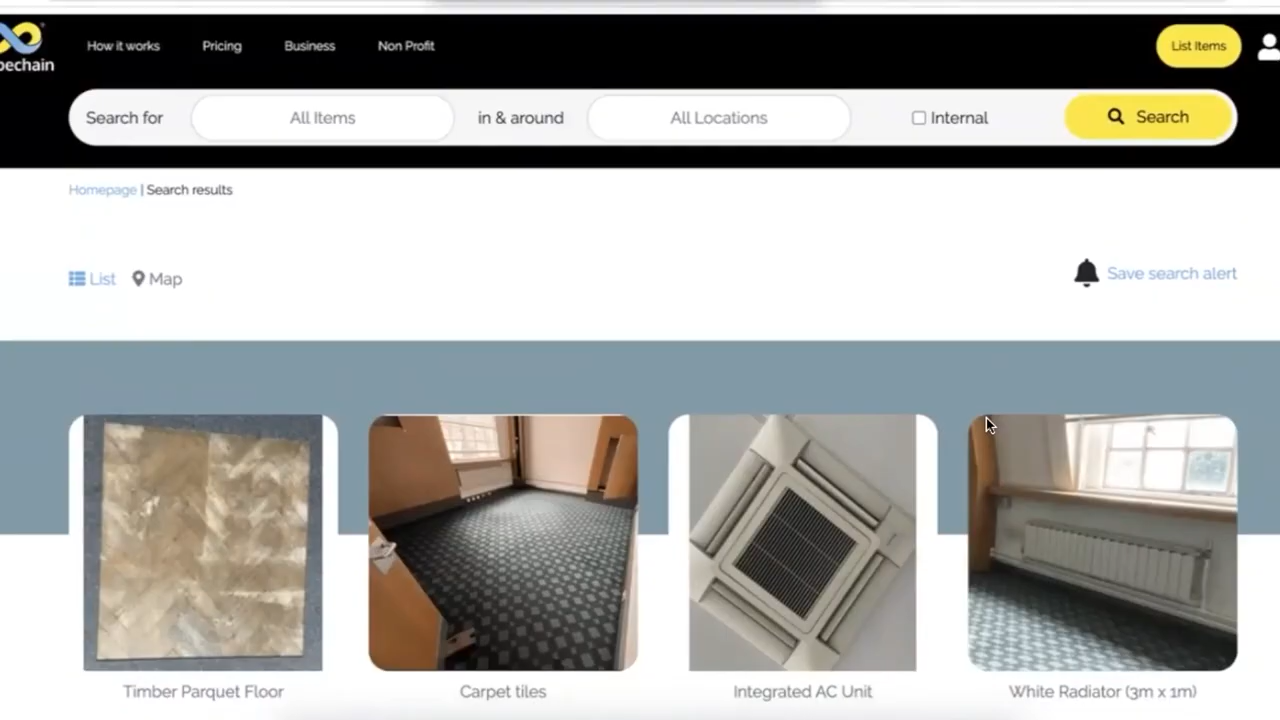 How it works Pricing Business Non Profit List Items
pechain
Search for All Items in & around All Locations Internal Search
Homepage | Search results
List Map Save search alert
Timber Parquet Floor Carpet tiles Integrated AC Unit White Radiator (3m x 1m)